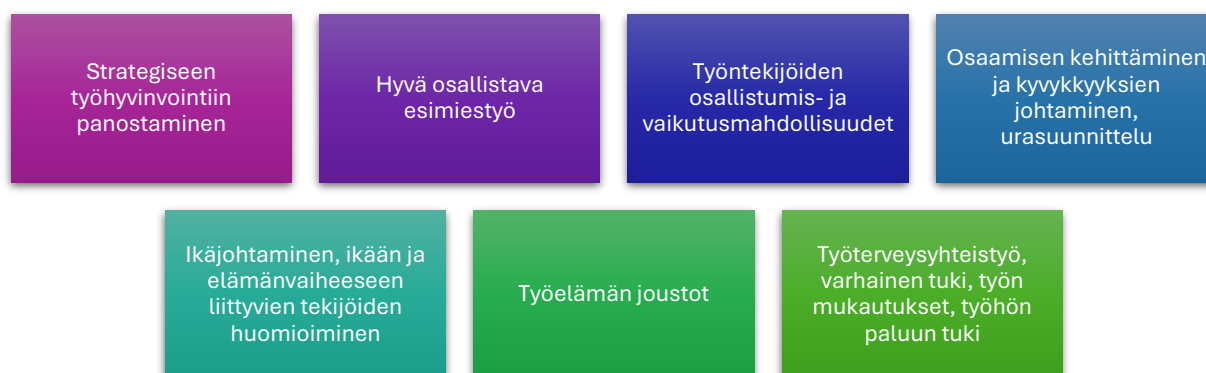 Strategiseen
työhyvinvointiin
panostaminen
Hyvä osallistava
esimiestyö
Työntekijöiden
osallistumis- ja
vaikutusmahdollisuudet
Osaamisen kehittäminen
ja kyvykkyyksien
johtaminen,
urasuunnittelu
Ikäjohtaminen, ikään ja
elämänvaiheeseen
liittyvien tekijöiden
huomioiminen
Työelämän joustot
Työterveysyhteistyö,
varhainen tuki, työn
mukautukset, työhön
paluun tuki